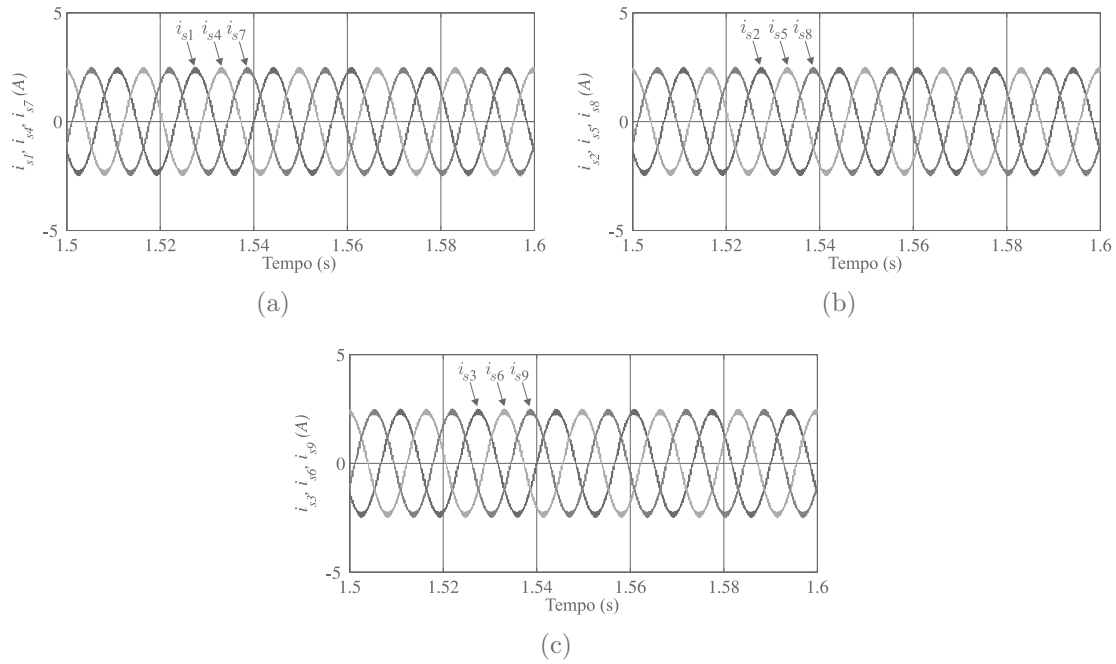 5
0
-5
i_s1, i_s4, i_s7 (A)
i_s1 i_s4 i_s7
1.5 1.52 1.54 1.56 1.58 1.6
Tempo (s)
(a)
5
0
-5
i_s2, i_s5, i_s8 (A)
i_s2 i_s5 i_s8
1.5 1.52 1.54 1.56 1.58 1.6
Tempo (s)
(b)
5
0
-5
i_s3, i_s6, i_s9 (A)
i_s3 i_s6 i_s9
1.5 1.52 1.54 1.56 1.58 1.6
Tempo (s)
(c)